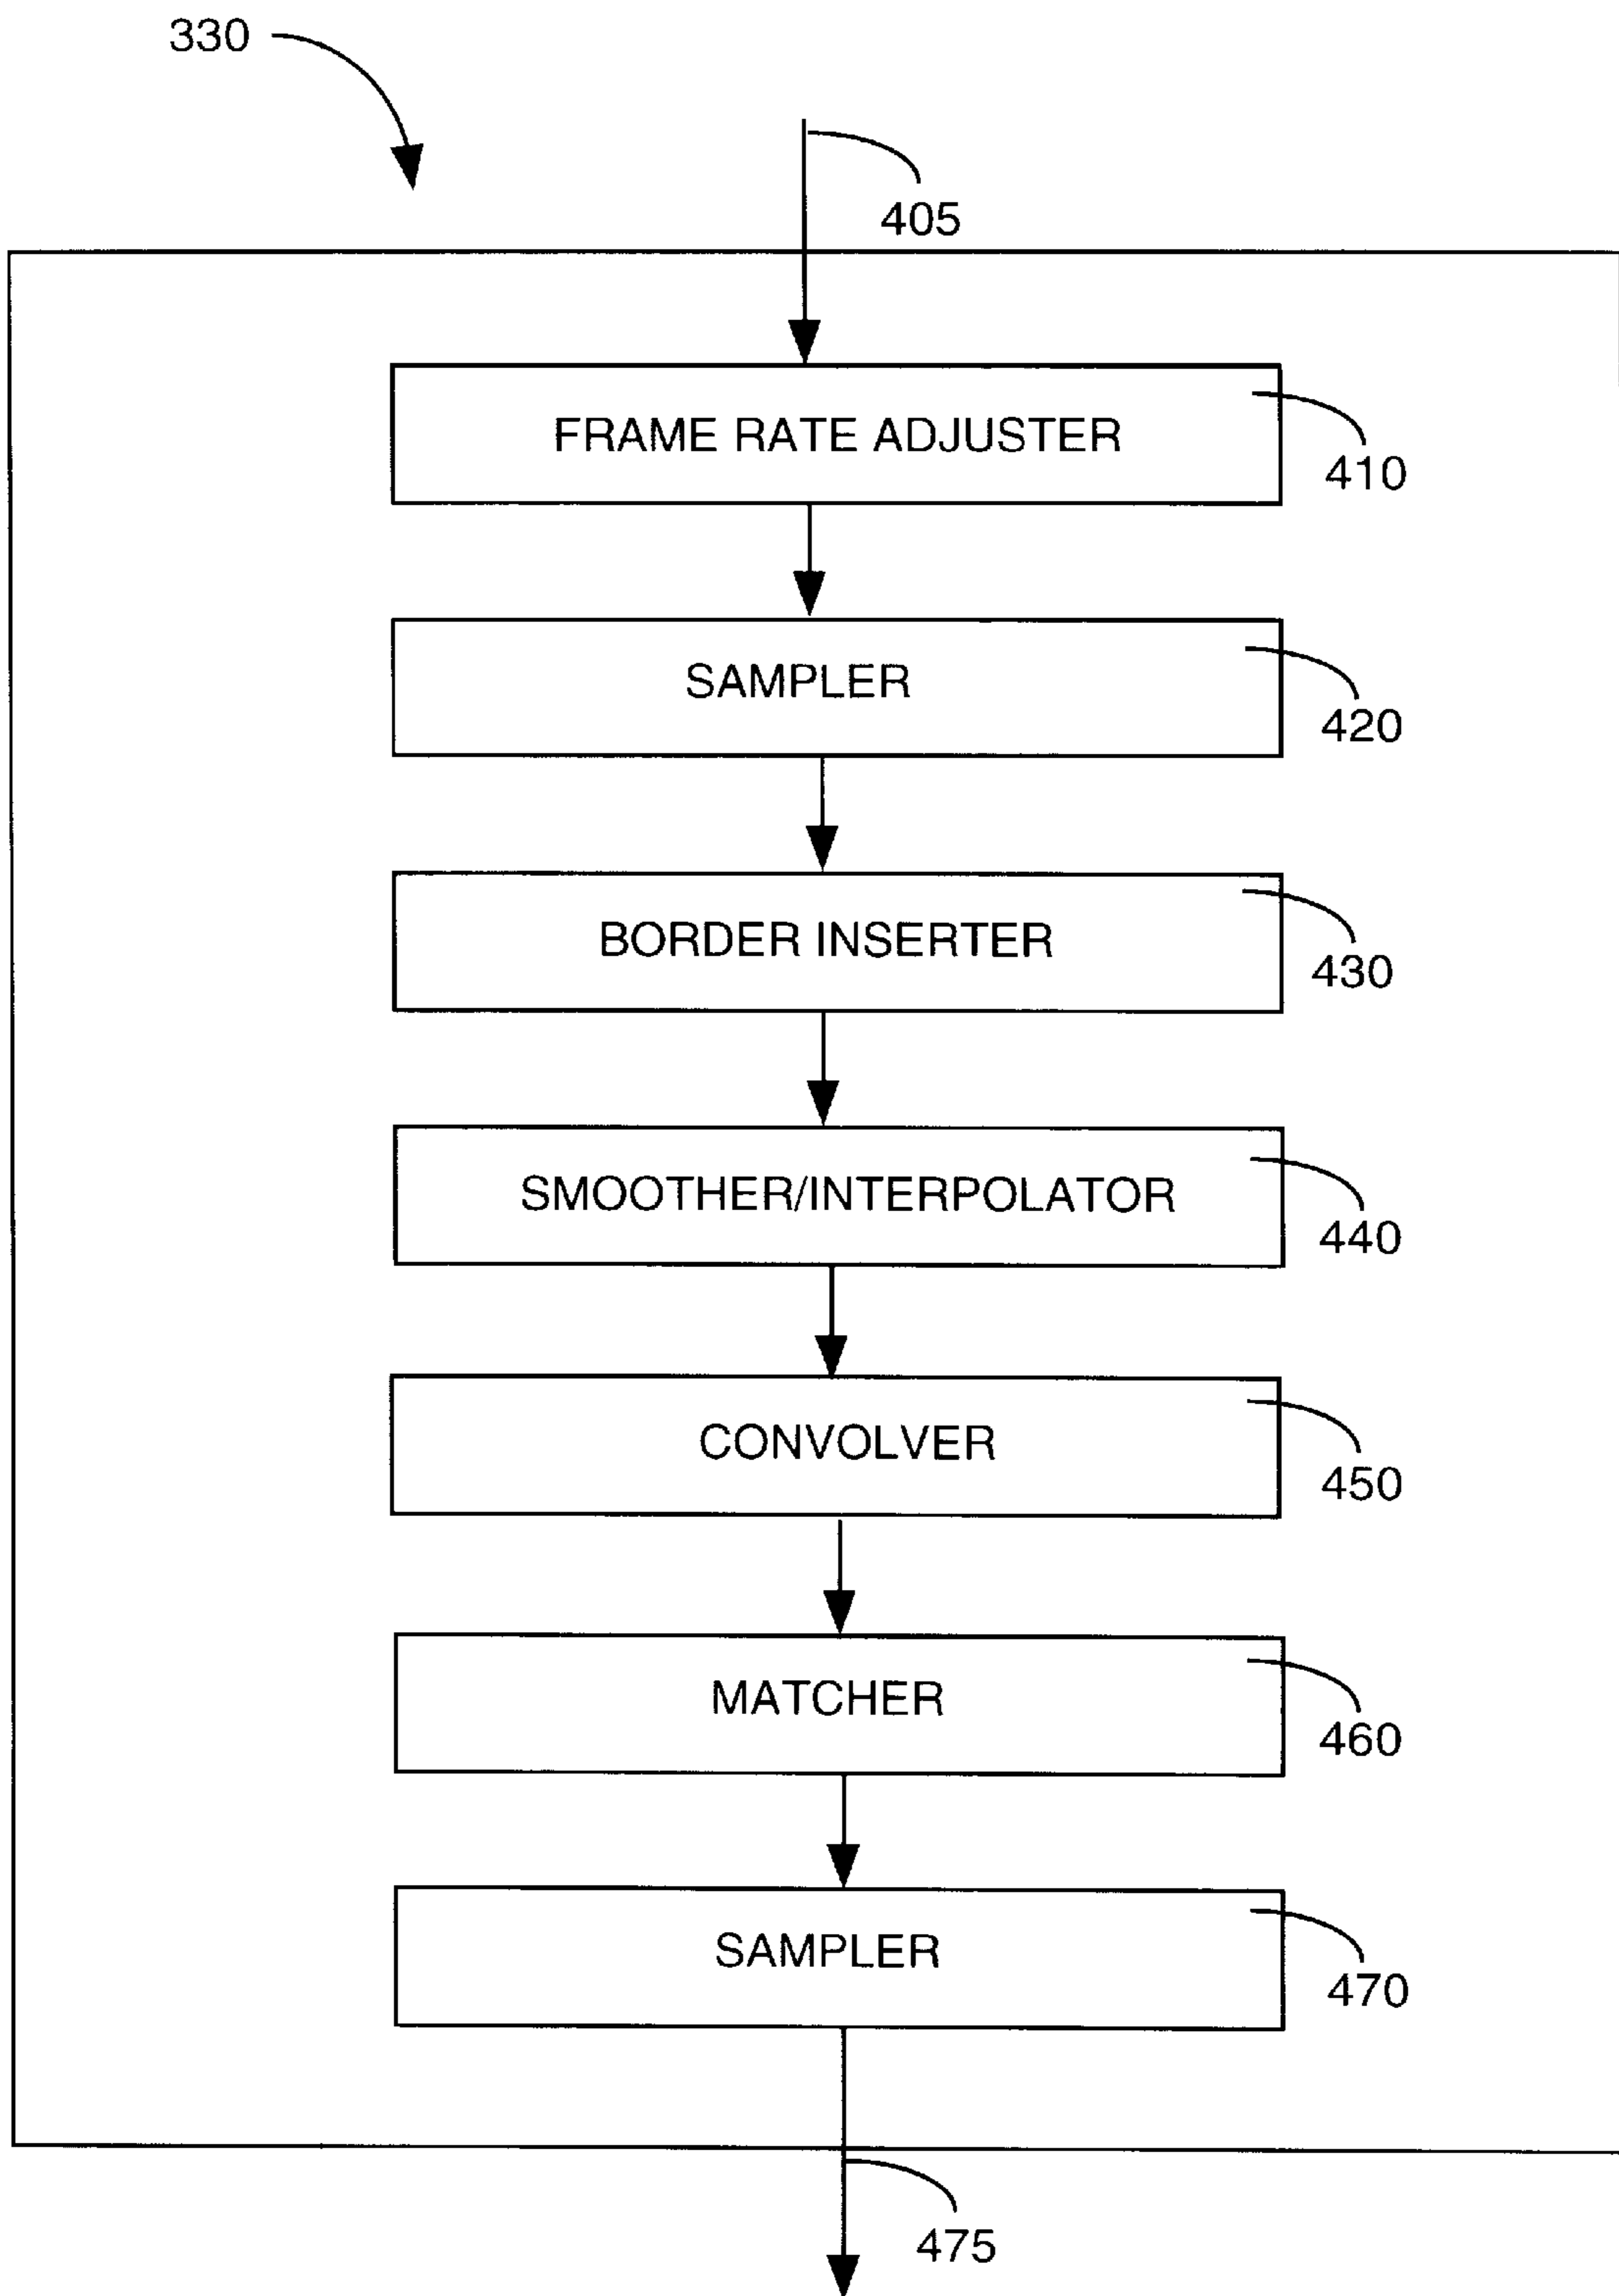 330
405
FRAME RATE ADJUSTER
410
SAMPLER
420
BORDER INSERTER
430
SMOOTHER/INTERPOLATOR
440
CONVOLVER
450
MATCHER
460
SAMPLER
470
475